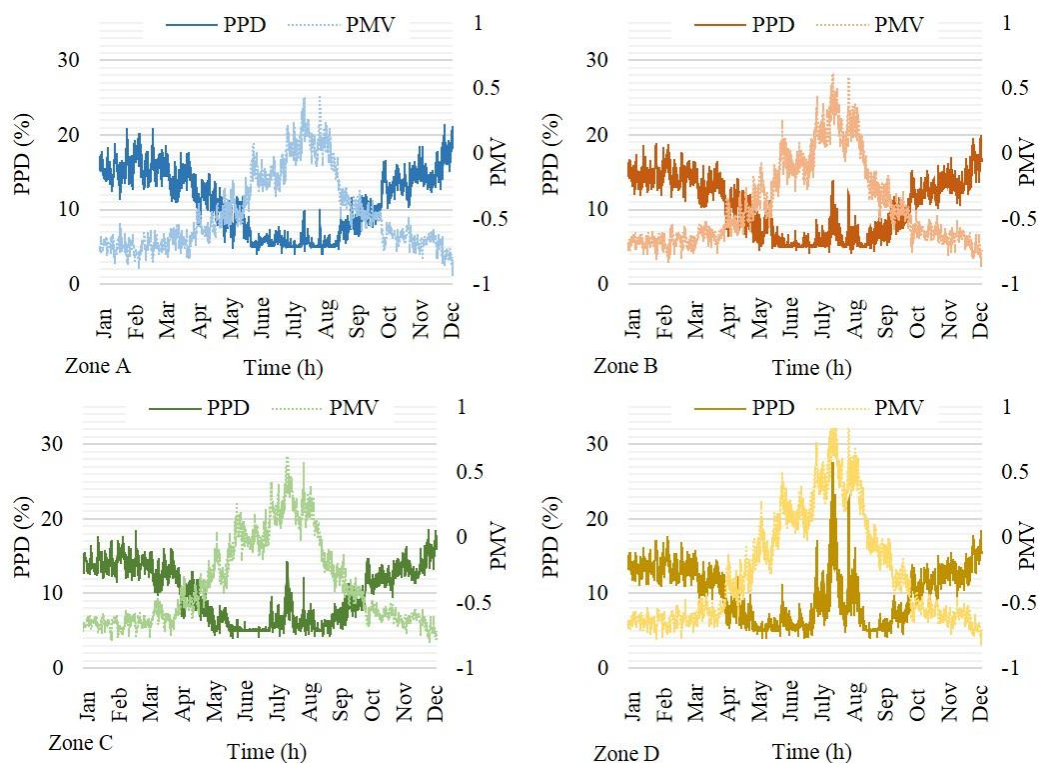 PPD PMV
30
20
10
0
PPD (%)
1
0.5
0
-0.5
-1
PMV
Jan Feb Mar Apr May June July Aug Sep Oct Nov Dec
Zone A Time (h)
PPD PMV
30
20
10
0
PPD (%)
1
0.5
0
-0.5
-1
PMV
Jan Feb Mar Apr May June July Aug Sep Oct Nov Dec
Zone B Time (h)
PPD PMV
30
20
10
0
PPD (%)
1
0.5
0
-0.5
-1
PMV
Jan Feb Mar Apr May June July Aug Sep Oct Nov Dec
Zone C Time (h)
PPD PMV
30
20
10
0
PPD (%)
1
0.5
0
-0.5
-1
PMV
Jan Feb Mar Apr May June July Aug Sep Oct Nov Dec
Zone D Time (h)